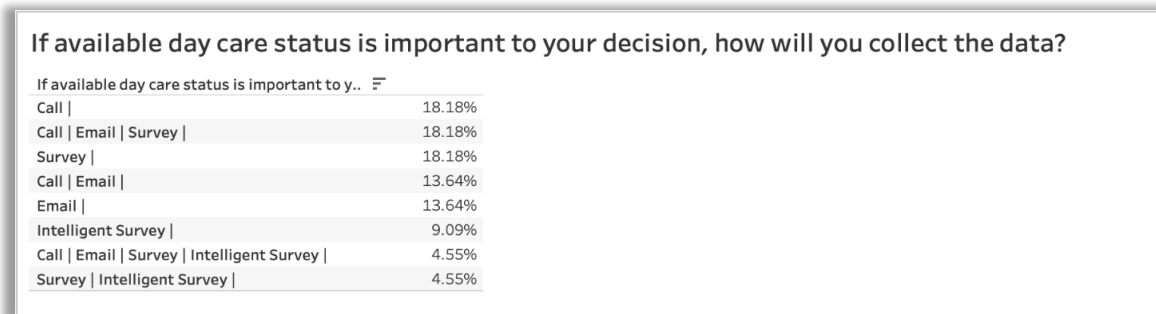 If available day care status is important to your decision, how will you collect the data?
If available day care status is important to y..
Call | 18.18%
Call | Email | Survey | 18.18%
Survey | 18.18%
Call | Email | 13.64%
Email | 13.64%
Intelligent Survey | 9.09%
Call | Email | Survey | Intelligent Survey | 4.55%
Survey | Intelligent Survey | 4.55%